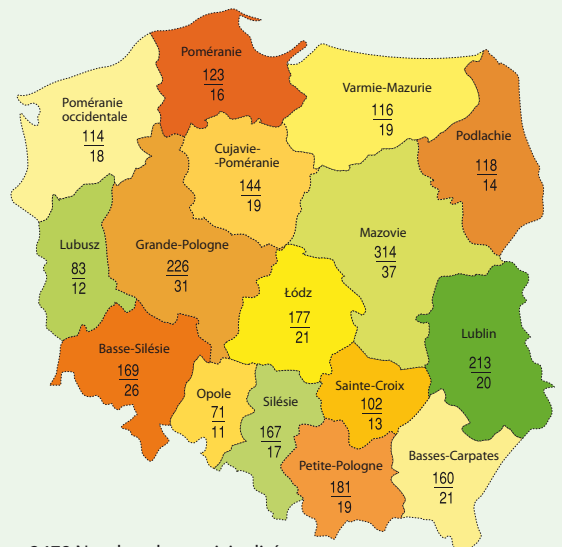 Poméranie
123
16
Varmie-Mazurie
116
19
Poméranie
occidentale
114
18
Podlachie
118
14
Cujavie-
-Poméranie
144
19
Mazovie
314
37
Lubusz
83
12
Grande-Pologne
226
31
Łódz
177
21
Lublin
213
20
Basse-Silésie
169
26
Opole
71
11
Silésie
167
17
Sainte-Croix
102
13
Petite-Pologne
181
19
Basses-Carpates
160
21